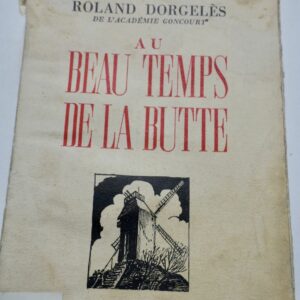 ROLAND DORGELÈS
DE L'ACADÉMIE GONCOURT
AU
BEAU TEMPS
DE LA BUTTE